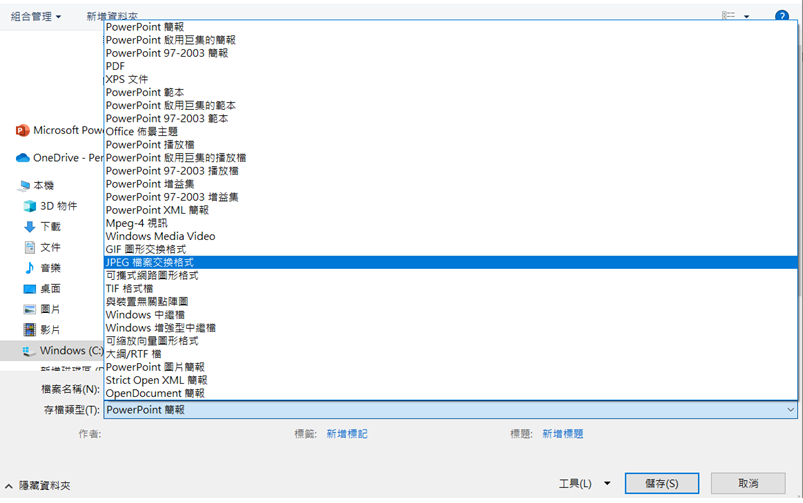 組合管理 新增資料夾
PowerPoint 簡報
PowerPoint 啟用巨集的簡報
PowerPoint 97-2003 簡報
PDF
XPS 文件
PowerPoint 範本
PowerPoint 啟用巨集的範本
PowerPoint 97-2003 範本
Microsoft Pow
Office 佈景主題
PowerPoint 播放檔
OneDrive - Per
PowerPoint 啟用巨集的播放檔
PowerPoint 97-2003 播放檔
本機
PowerPoint 增益集
PowerPoint 97-2003 增益集
3D 物件
PowerPoint XML 簡報
下載
Mpeg-4 視訊
Windows Media Video
文件
GIF 圖形交換格式
音樂
JPEG 檔案交換格式
可攜式網路圖形格式
桌面
TIF 格式檔
與裝置無關點陣圖
圖片
Windows 中繼檔
影片
Windows 增強型中繼檔
可縮放向量圖形格式
Windows (C:)
大綱/RTF 檔
PowerPoint 圖片簡報
Strict Open XML 簡報
檔案名稱(N):
OpenDocument 簡報
存檔類型(T): PowerPoint 簡報
作者: 標籤: 新增標記 標題: 新增標題
隱藏資料夾 工具(L) 儲存(S) 取消